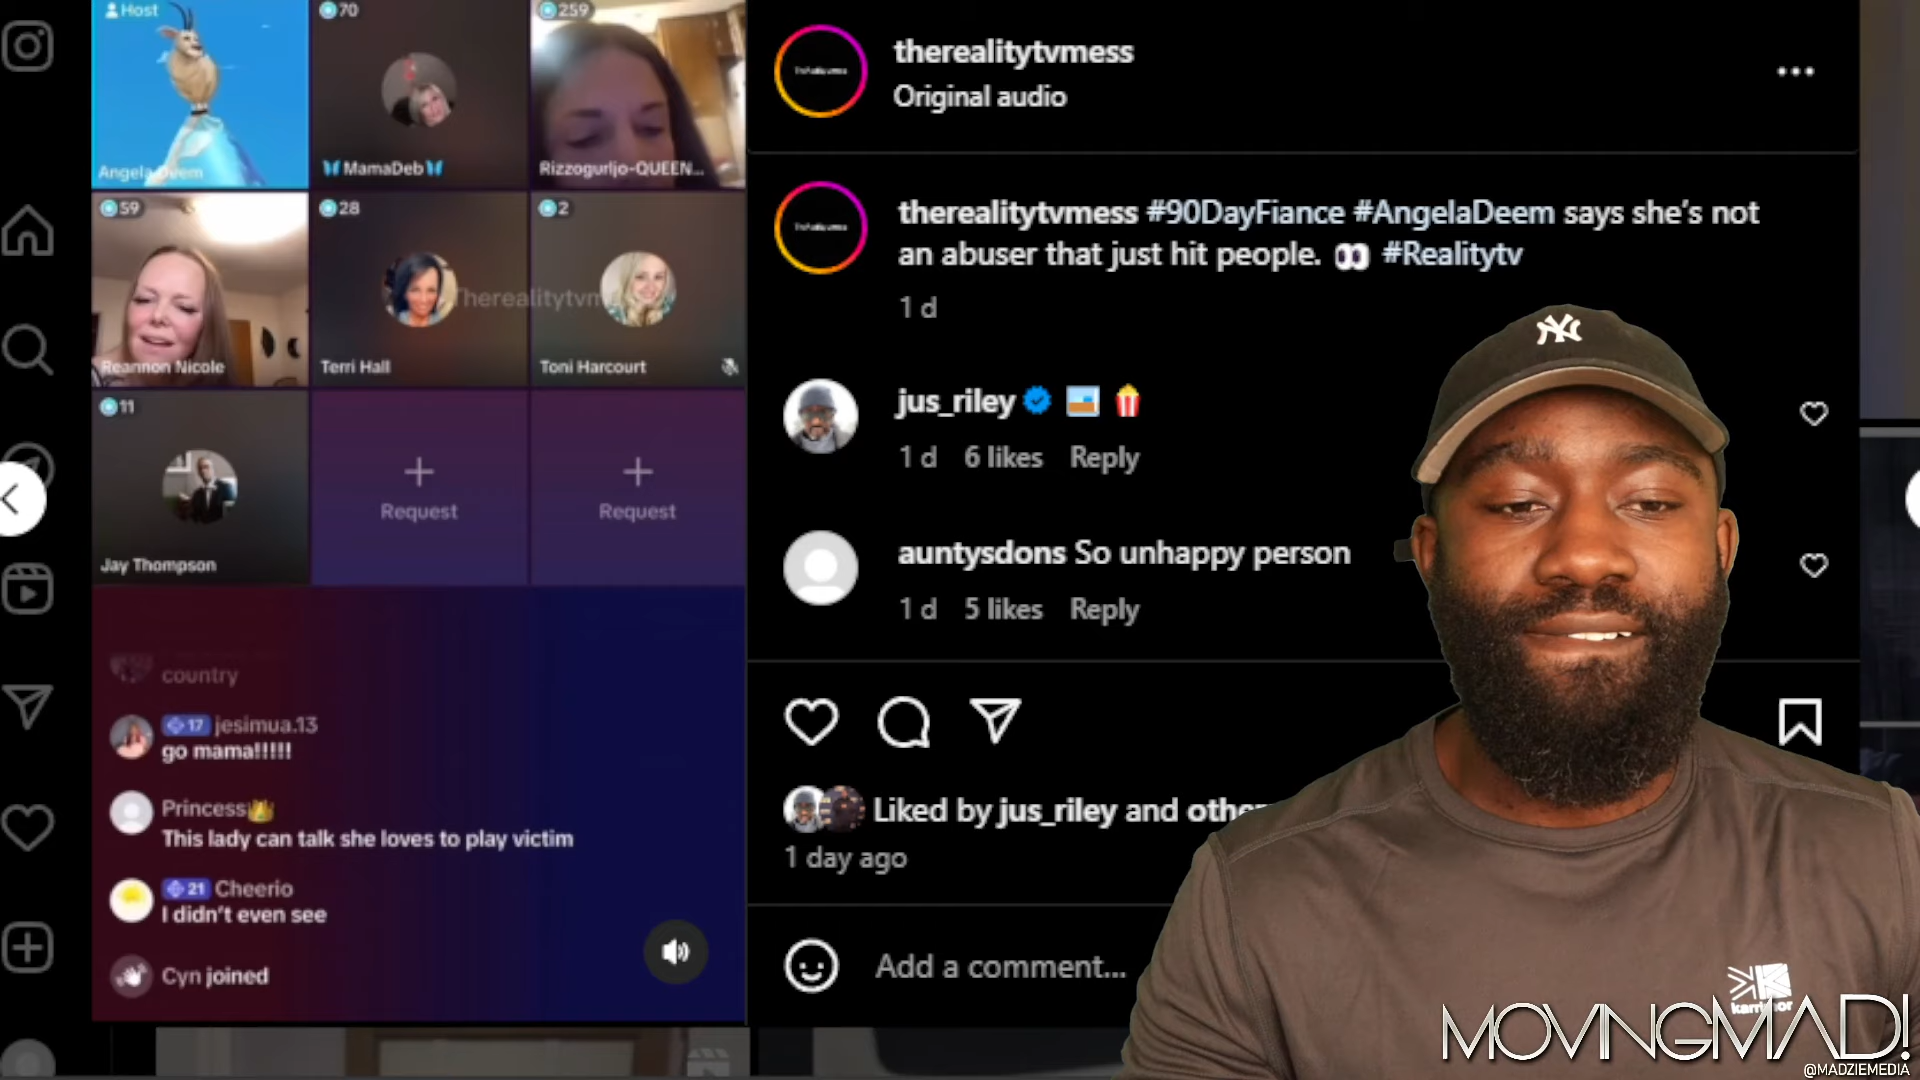 Host
70
259
Angela Deem
🦋MamaDeb🦋
Rizzogurljo-QUEEN...
59
28
2
Reannon Nicole
Terri Hall
Toni Harcourt
11
Request
Request
Jay Thompson
country
17 jesimua.13
go mama!!!!!
Princess👑
This lady can talk she loves to play victim
21 Cheerio
I didn't even see
Cyn joined
therealitytvmess
Original audio
therealitytvmess #90DayFiance #AngelaDeem says she's not
an abuser that just hit people. 👀 #Realitytv
1 d
jus_riley 🖼️ 🍿
1 d 6 likes Reply
auntysdons So unhappy person
1 d 5 likes Reply
Liked by jus_riley and
1 day ago
Add a comment...
NY
MOVINGMAD!
@MADZIEMEDIA